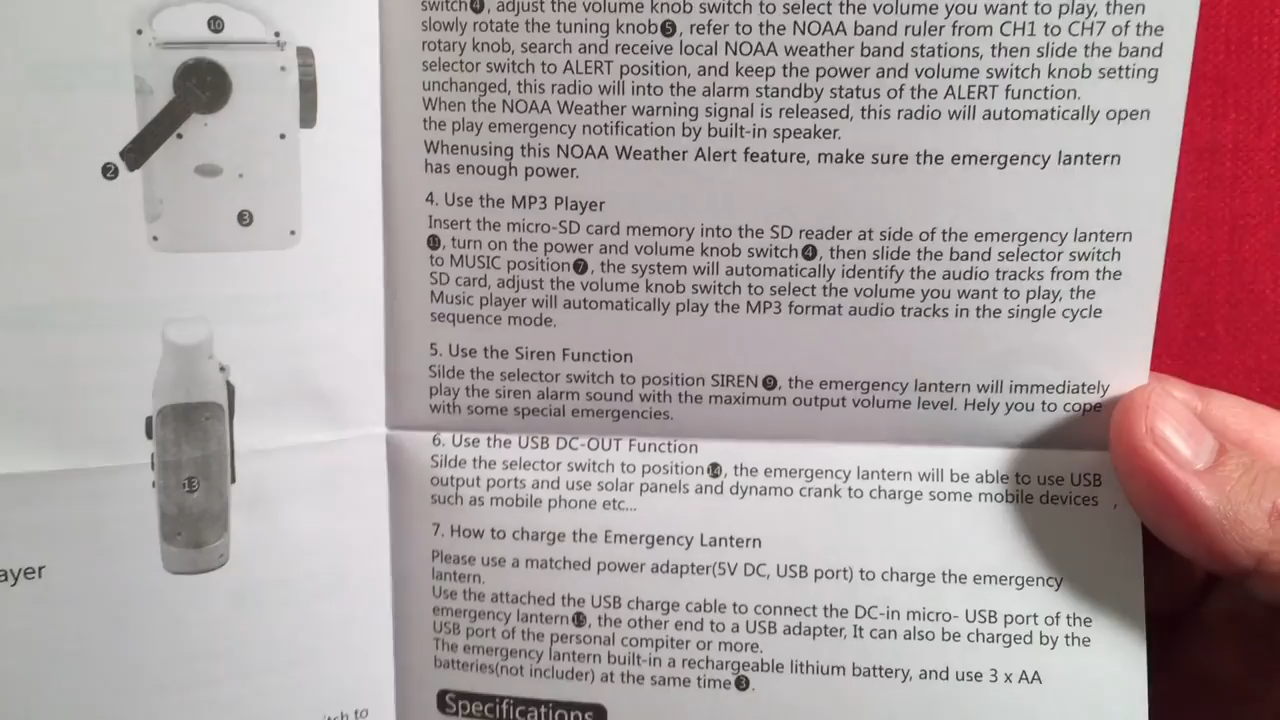 10
2
3
13
ayer
switch4, adjust the volume knob switch to select the volume you want to play, then
slowly rotate the tuning knob5, refer to the NOAA band ruler from CH1 to CH7 of the
rotary knob, search and receive local NOAA weather band stations, then slide the band
selector switch to ALERT position, and keep the power and volume switch knob setting
unchanged, this radio will into the alarm standby status of the ALERT function.
When the NOAA Weather warning signal is released, this radio will automatically open
the play emergency notification by built-in speaker.
Whenusing this NOAA Weather Alert feature, make sure the emergency lantern
has enough power.
4. Use the MP3 Player
Insert the micro-SD card memory into the SD reader at side of the emergency lantern
11, turn on the power and volume knob switch4, then slide the band selector switch
to MUSIC position7, the system will automatically identify the audio tracks from the
SD card, adjust the volume knob switch to select the volume you want to play, the
Music player will automatically play the MP3 format audio tracks in the single cycle
sequence mode.
5. Use the Siren Function
Silde the selector switch to position SIREN9, the emergency lantern will immediately
play the siren alarm sound with the maximum output volume level. Hely you to cope
with some special emergencies.
6. Use the USB DC-OUT Function
Silde the selector switch to position14, the emergency lantern will be able to use USB
output ports and use solar panels and dynamo crank to charge some mobile devices ,
such as mobile phone etc...
7. How to charge the Emergency Lantern
Please use a matched power adapter(5V DC, USB port) to charge the emergency
lantern.
Use the attached the USB charge cable to connect the DC-in micro- USB port of the
emergency lantern15, the other end to a USB adapter, It can also be charged by the
USB port of the personal compiter or more.
The emergency lantern built-in a rechargeable lithium battery, and use 3 x AA
batteries(not includer) at the same time3.
Specifications